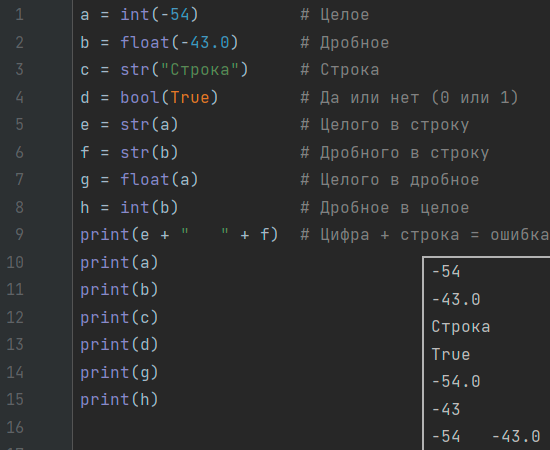 1 a = int(-54) # Целое
2 b = float(-43.0) # Дробное
3 c = str("Строка") # Строка
4 d = bool(True) # Да или нет (0 или 1)
5 e = str(a) # Целого в строку
6 f = str(b) # Дробного в строку
7 g = float(a) # Целого в дробное
8 h = int(b) # Дробное в целое
9 print(e + "   " + f) # Цифра + строка = ошибка
10 print(a)
11 print(b)
12 print(c)
13 print(d)
14 print(g)
15 print(h)
16
-54
-43.0
Строка
True
-54.0
-43
-54   -43.0